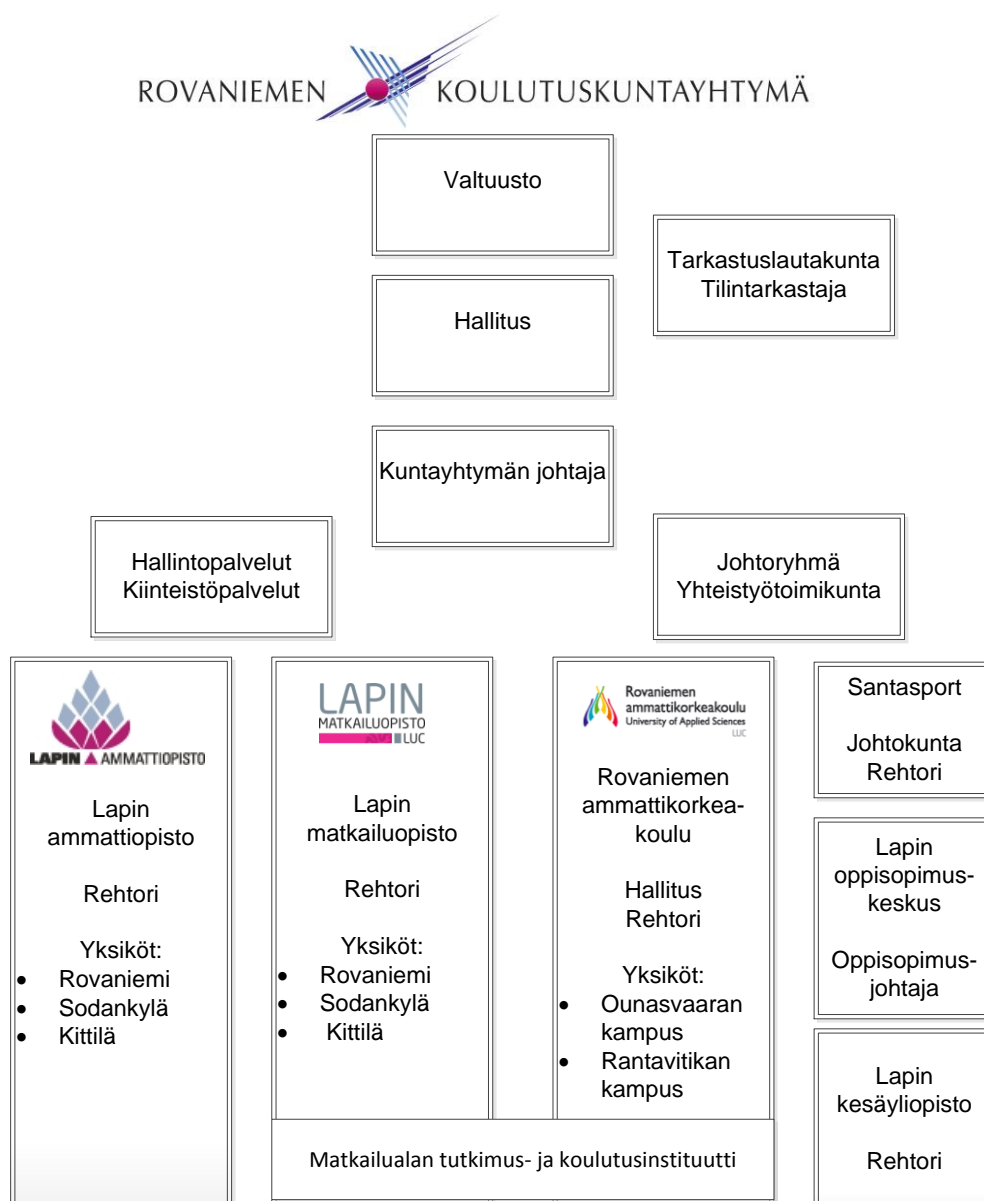 ROVANIEMEN KOULUTUSKUNTAYHTYMÄ
Valtuusto
Tarkastuslautakunta
Tilintarkastaja
Hallitus
Kuntayhtymän johtaja
Hallintopalvelut
Kiinteistöpalvelut
Johtoryhmä
Yhteistyötoimikunta
LAPIN AMMATTIOPISTO
Lapin
ammattiopisto
Rehtori
Yksiköt:
• Rovaniemi
• Sodankylä
• Kittilä
LAPIN
MATKAILUOPISTO
LUC
Lapin
matkailuopisto
Rehtori
Yksiköt:
• Rovaniemi
• Sodankylä
• Kittilä
Rovaniemen
ammattikorkeakoulu
University of Applied Sciences
LUC
Rovaniemen
ammattikorkea-
koulu
Hallitus
Rehtori
Yksiköt:
• Ounasvaaran
kampus
• Rantavitikan
kampus
Santasport
Johtokunta
Rehtori
Lapin
oppisopimus-
keskus
Oppisopimus-
johtaja
Lapin
kesäyliopisto
Rehtori
Matkailualan tutkimus- ja koulutusinstituutti